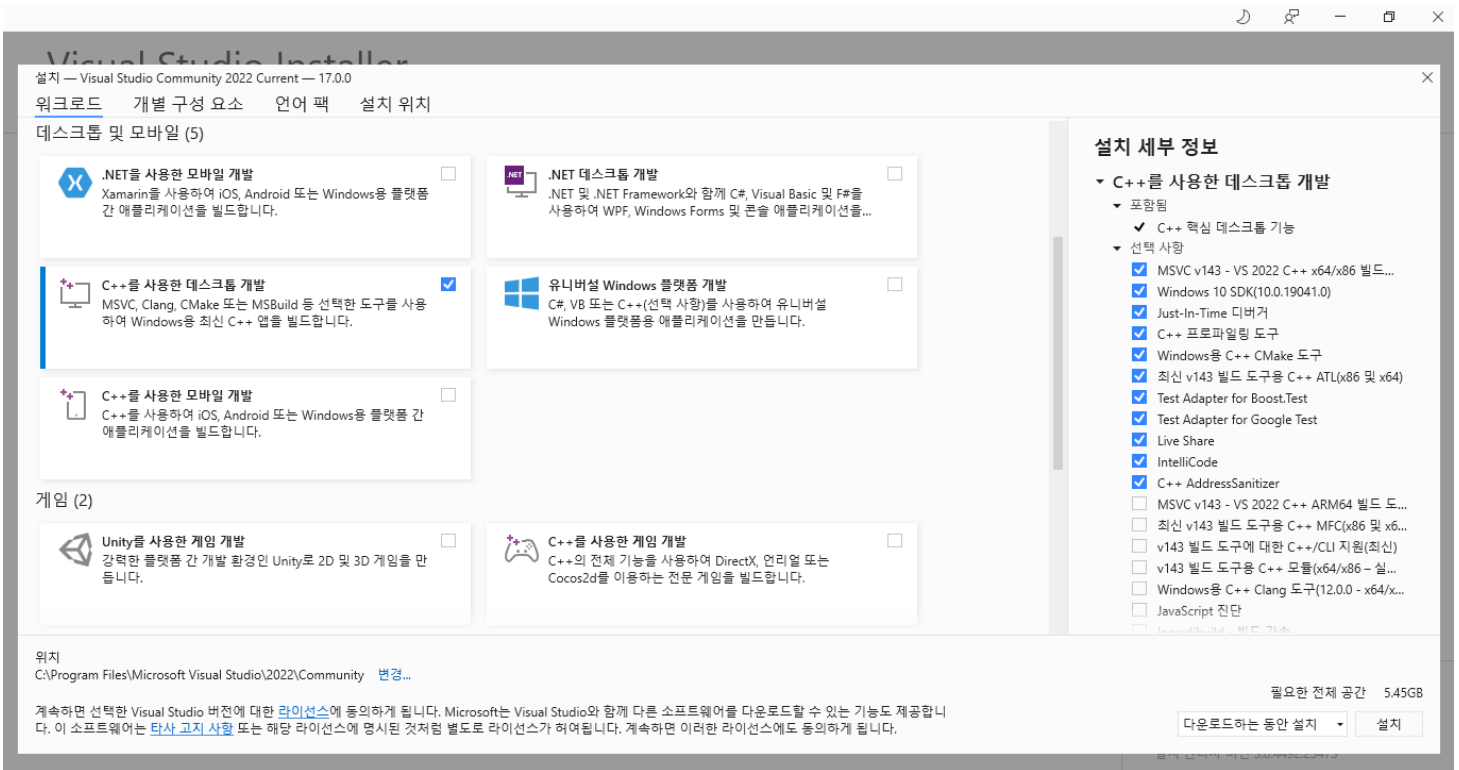 Visual Studio Installer
설치 — Visual Studio Community 2022 Current — 17.0.0
워크로드 개별 구성 요소 언어 팩 설치 위치
데스크톱 및 모바일 (5)
.NET을 사용한 모바일 개발
Xamarin을 사용하여 iOS, Android 또는 Windows용 플랫폼
간 애플리케이션을 빌드합니다.
.NET
.NET 데스크톱 개발
.NET 및 .NET Framework와 함께 C#, Visual Basic 및 F#을
사용하여 WPF, Windows Forms 및 콘솔 애플리케이션을...
C++를 사용한 데스크톱 개발
MSVC, Clang, CMake 또는 MSBuild 등 선택한 도구를 사용
하여 Windows용 최신 C++ 앱을 빌드합니다.
유니버설 Windows 플랫폼 개발
C#, VB 또는 C++(선택 사항)를 사용하여 유니버설
Windows 플랫폼용 애플리케이션을 만듭니다.
C++를 사용한 모바일 개발
C++를 사용하여 iOS, Android 또는 Windows용 플랫폼 간
애플리케이션을 빌드합니다.
게임 (2)
Unity를 사용한 게임 개발
강력한 플랫폼 간 개발 환경인 Unity로 2D 및 3D 게임을 만
듭니다.
C++를 사용한 게임 개발
C++의 전체 기능을 사용하여 DirectX, 언리얼 또는
Cocos2d를 이용하는 전문 게임을 빌드합니다.
설치 세부 정보
C++를 사용한 데스크톱 개발
포함됨
C++ 핵심 데스크톱 기능
선택 사항
MSVC v143 - VS 2022 C++ x64/x86 빌드...
Windows 10 SDK(10.0.19041.0)
Just-In-Time 디버거
C++ 프로파일링 도구
Windows용 C++ CMake 도구
최신 v143 빌드 도구용 C++ ATL(x86 및 x64)
Test Adapter for Boost.Test
Test Adapter for Google Test
Live Share
IntelliCode
C++ AddressSanitizer
MSVC v143 - VS 2022 C++ ARM64 빌드 도...
최신 v143 빌드 도구용 C++ MFC(x86 및 x6...
v143 빌드 도구에 대한 C++/CLI 지원(최신)
v143 빌드 도구용 C++ 모듈(x64/x86 – 실...
Windows용 C++ Clang 도구(12.0.0 - x64/x...
JavaScript 진단
Incredibuild - 빌드 가속
위치
C:\Program Files\Microsoft Visual Studio\2022\Community 변경...
필요한 전체 공간 5.45GB
계속하면 선택한 Visual Studio 버전에 대한 라이선스에 동의하게 됩니다. Microsoft는 Visual Studio와 함께 다른 소프트웨어를 다운로드할 수 있는 기능도 제공합니
다. 이 소프트웨어는 타사 고지 사항 또는 해당 라이선스에 명시된 것처럼 별도로 라이선스가 허여됩니다. 계속하면 이러한 라이선스에도 동의하게 됩니다.
다운로드하는 동안 설치 설치